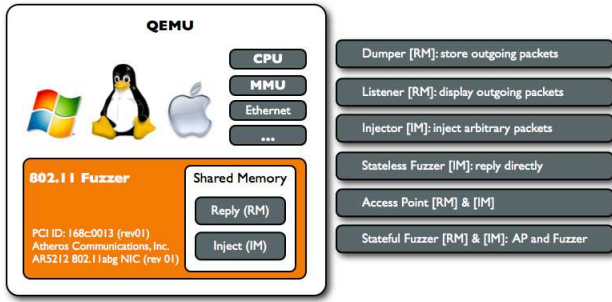 QEMU
CPU
MMU
Ethernet
...
802.11 Fuzzer
PCI ID: 168c:0013 (rev01)
Atheros Communications, Inc.
AR5212 802.11abg NIC (rev 01)
Shared Memory
Reply (RM)
Inject (IM)
Dumper [RM]: store outgoing packets
Listener [RM]: display outgoing packets
Injector [IM]: inject arbitrary packets
Stateless Fuzzer [IM]: reply directly
Access Point [RM] & [IM]
Stateful Fuzzer [RM] & [IM]: AP and Fuzzer